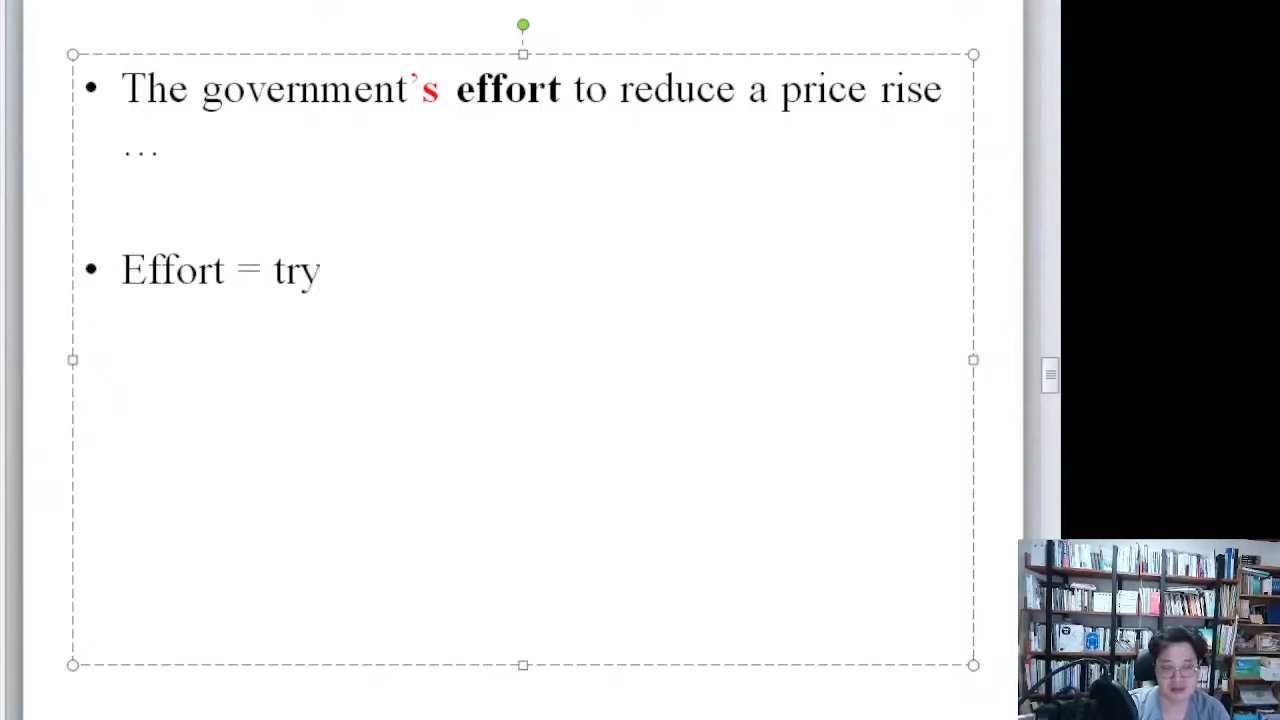 • The government’s effort to reduce a price rise
…
• Effort = try